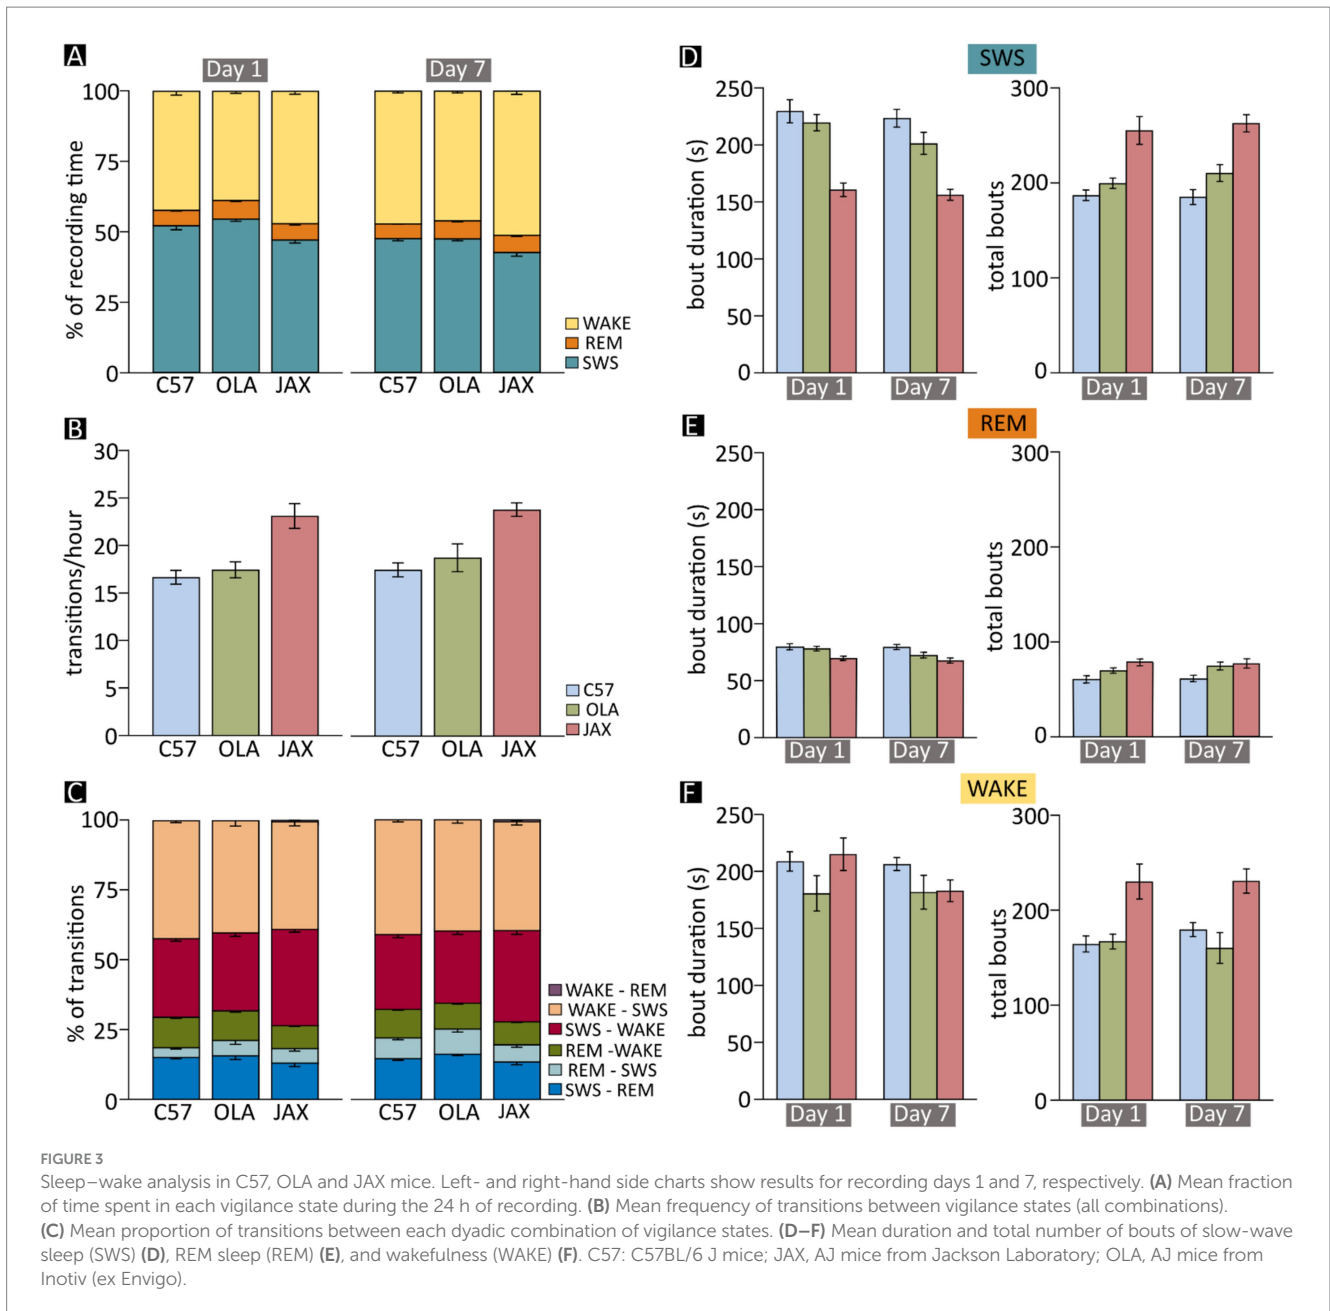 A
Day 1
Day 7
100
75
50
25
0
% of recording time
C57 OLA JAX
C57 OLA JAX
WAKE
REM
SWS
B
30
25
20
15
10
5
0
transitions/hour
C57 OLA JAX
C57 OLA JAX
C57
OLA
JAX
C
100
75
50
25
0
% of transitions
C57 OLA JAX
C57 OLA JAX
WAKE - REM
WAKE - SWS
SWS - WAKE
REM -WAKE
REM - SWS
SWS - REM
D
SWS
250
200
150
100
50
0
bout duration (s)
Day 1 Day 7
300
200
100
0
total bouts
Day 1 Day 7
E
REM
250
200
150
100
50
0
bout duration (s)
Day 1 Day 7
300
200
100
0
total bouts
Day 1 Day 7
F
WAKE
250
200
150
100
50
0
bout duration (s)
Day 1 Day 7
300
200
100
0
total bouts
Day 1 Day 7
FIGURE 3
Sleep–wake analysis in C57, OLA and JAX mice. Left- and right-hand side charts show results for recording days 1 and 7, respectively. (A) Mean fraction
of time spent in each vigilance state during the 24 h of recording. (B) Mean frequency of transitions between vigilance states (all combinations).
(C) Mean proportion of transitions between each dyadic combination of vigilance states. (D–F) Mean duration and total number of bouts of slow-wave
sleep (SWS) (D), REM sleep (REM) (E), and wakefulness (WAKE) (F). C57: C57BL/6 J mice; JAX, AJ mice from Jackson Laboratory; OLA, AJ mice from
Inotiv (ex Envigo).